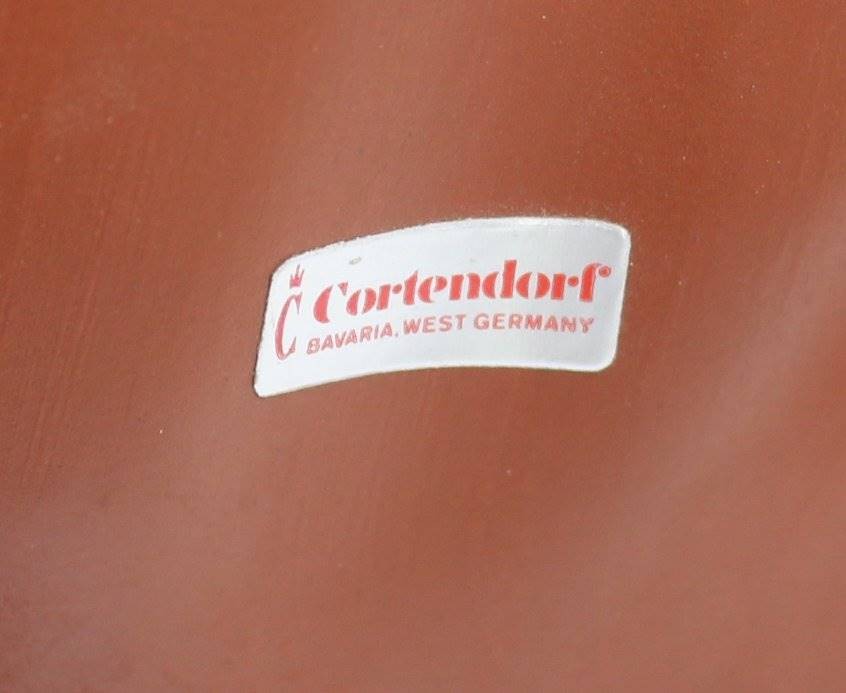 C Cortendorf
BAVARIA, WEST GERMANY